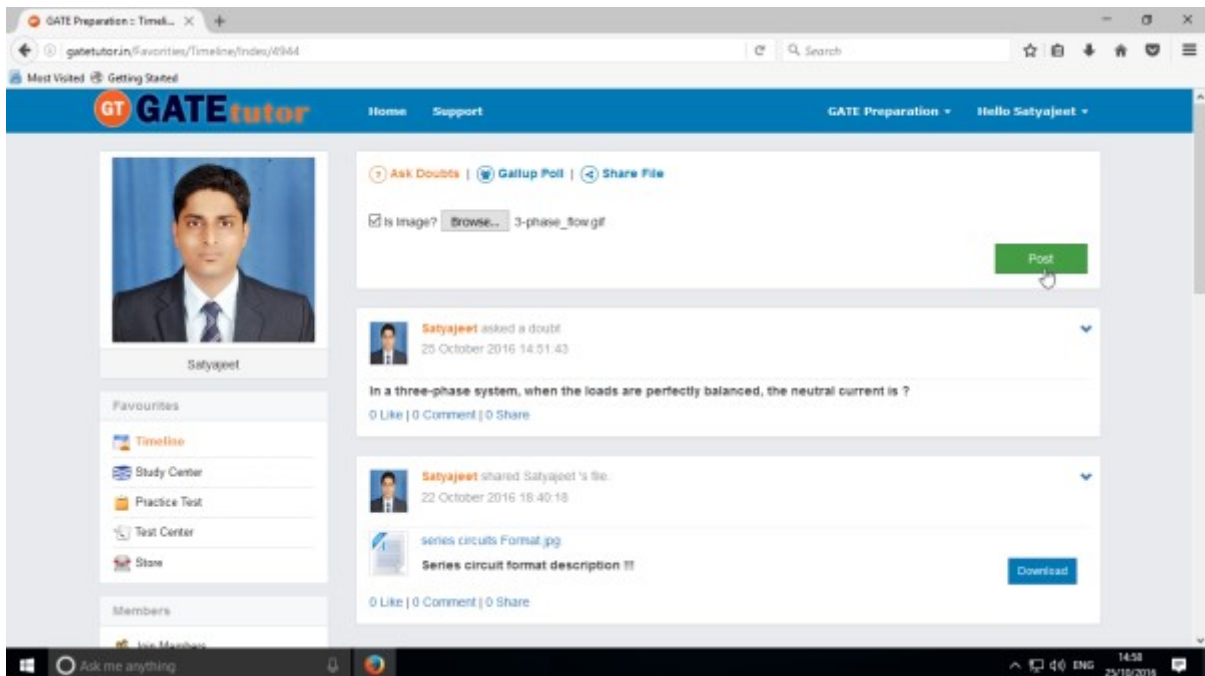 GATE Preparation :: Timeli...
gatetutor.in/Favorities/Timeline/Index/4944
Search
Most Visited Getting Started
GT GATEtutor Home Support GATE Preparation Hello Satyajeet
Ask Doubts | Gallup Poll | Share File
Is Image? Browse... 3-phase_flow.gif
Post
Satyajeet
Satyajeet asked a doubt
25 October 2016 14:51:43
In a three-phase system, when the loads are perfectly balanced, the neutral current is ?
0 Like | 0 Comment | 0 Share
Favourites
Timeline
Study Center
Practice Test
Test Center
Store
Satyajeet shared Satyajeet 's file.
22 October 2016 18:40:18
series circuits Format.jpg
Series circuit format description !!!
Download
0 Like | 0 Comment | 0 Share
Members
Join Members
Ask me anything
ENG
14:58
25/10/2016